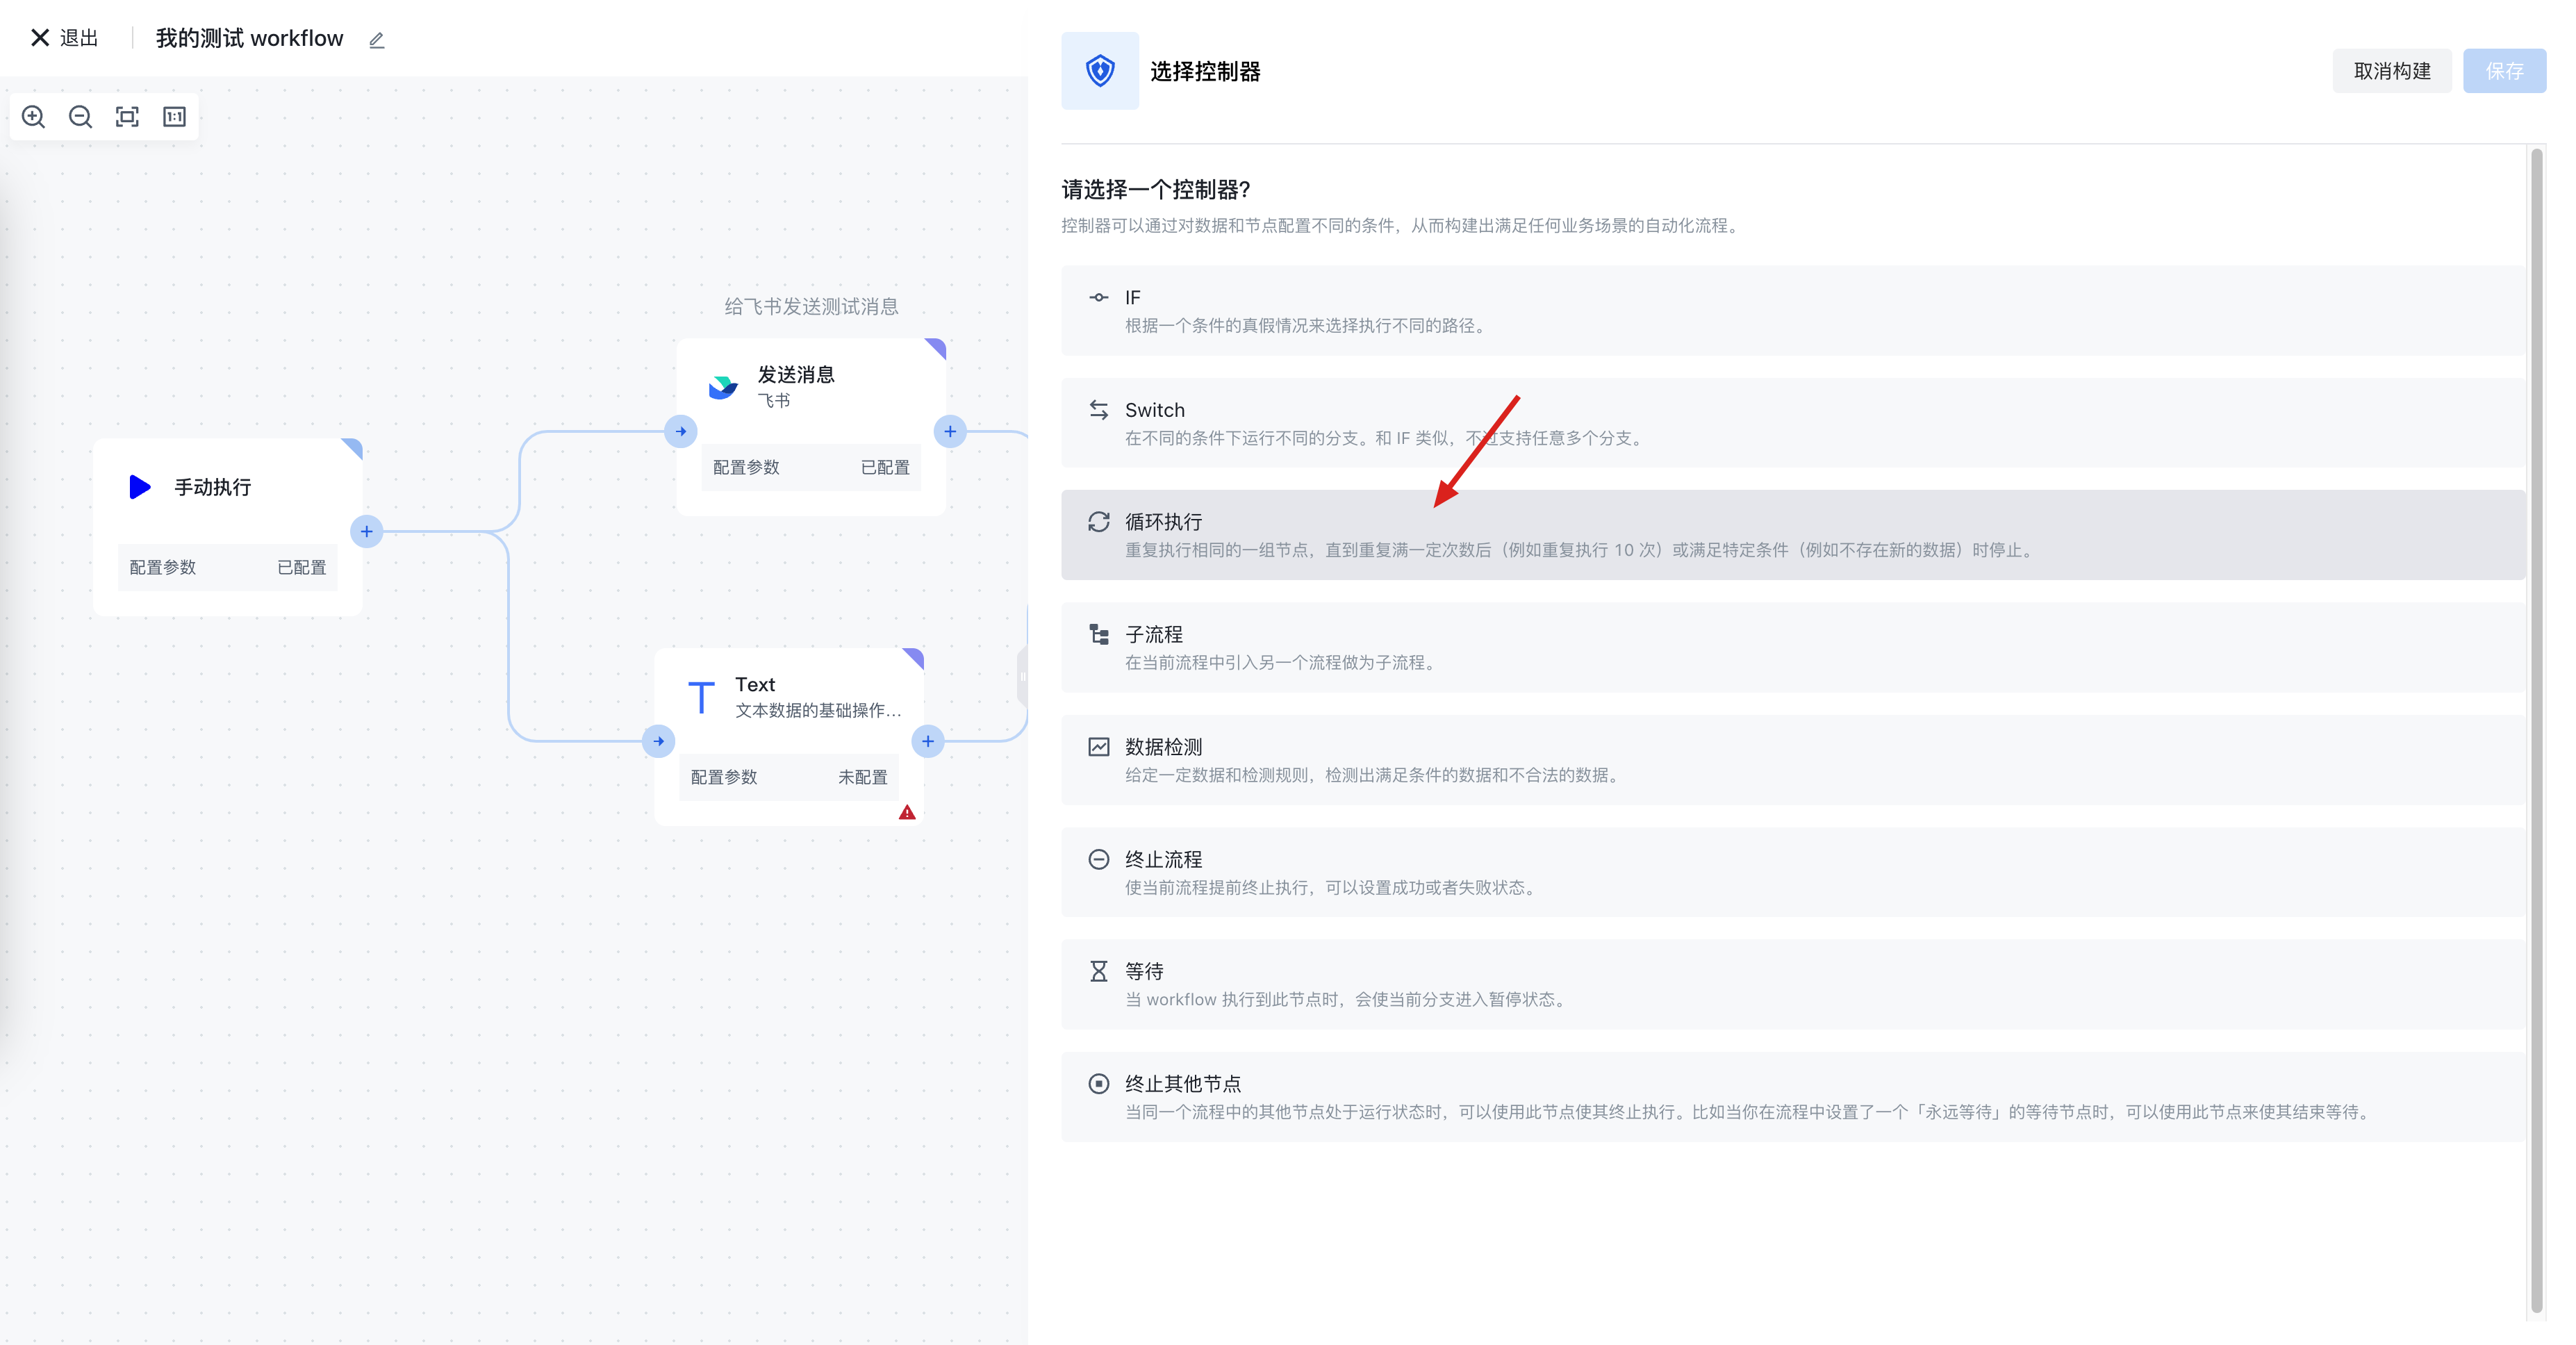 退出
我的测试 workflow
1:1
给飞书发送测试消息
发送消息
飞书
配置参数 已配置
手动执行
配置参数 已配置
Text
文本数据的基础操作...
配置参数 未配置
选择控制器
取消构建
保存
请选择一个控制器?
控制器可以通过对数据和节点配置不同的条件，从而构建出满足任何业务场景的自动化流程。
IF
根据一个条件的真假情况来选择执行不同的路径。
Switch
在不同的条件下运行不同的分支。和 IF 类似，不过支持任意多个分支。
循环执行
重复执行相同的一组节点，直到重复满一定次数后（例如重复执行 10 次）或满足特定条件（例如不存在新的数据）时停止。
子流程
在当前流程中引入另一个流程做为子流程。
数据检测
给定一定数据和检测规则，检测出满足条件的数据和不合法的数据。
终止流程
使当前流程提前终止执行，可以设置成功或者失败状态。
等待
当 workflow 执行到此节点时，会使当前分支进入暂停状态。
终止其他节点
当同一个流程中的其他节点处于运行状态时，可以使用此节点使其终止执行。比如当你在流程中设置了一个「永远等待」的等待节点时，可以使用此节点来使其结束等待。